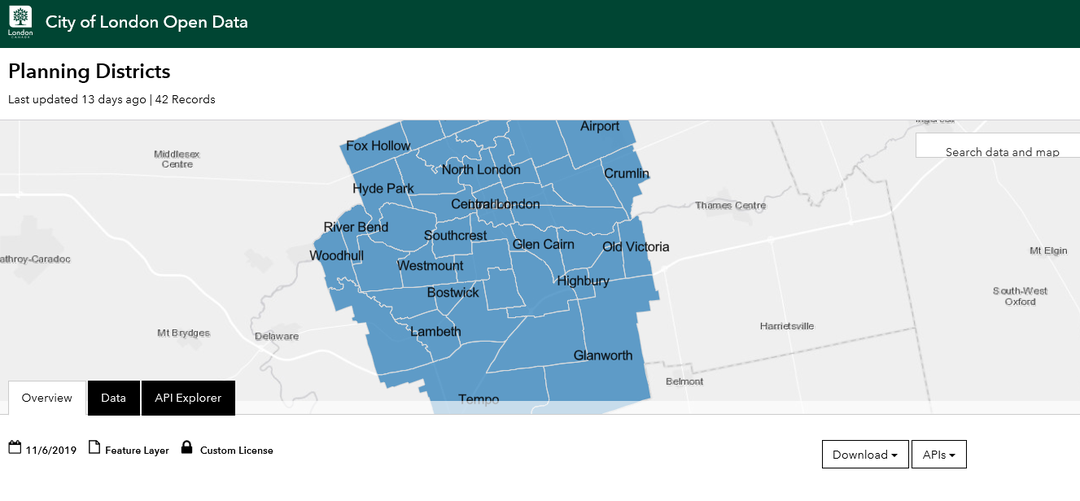 London
CANADA
City of London Open Data
Planning Districts
Last updated 13 days ago | 42 Records
Airport
Fox Hollow
Search data and map
Middlesex
Centre
North London
Crumlin
Hyde Park
Central London
Thames Centre
River Bend
Southcrest
Glen Cairn
Old Victoria
Mt Elgin
Woodhull
athroy-Caradoc
Westmount
Highbury
Bostwick
South-West
Oxford
Lambeth
Mt Brydges
Delaware
Harrietsville
Glanworth
Belmont
Tempo
Overview
Data
API Explorer
11/6/2019
Feature Layer
Custom License
Download
APIs